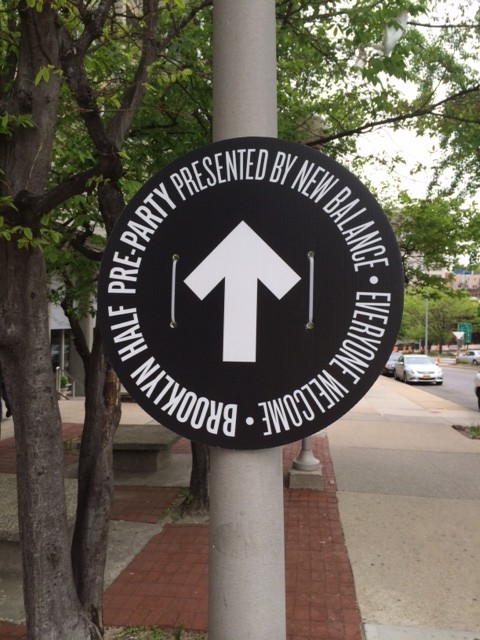 BROOKLYN HALF PRE-PARTY PRESENTED BY NEW BALANCE • EVERYONE WELCOME •